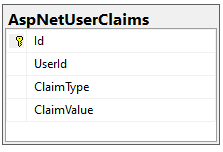 AspNetUserClaims
Id
UserId
ClaimType
ClaimValue